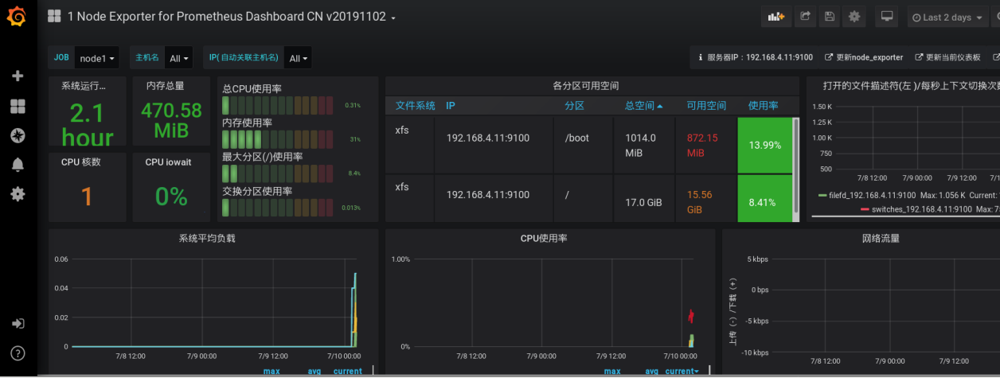 1 Node Exporter for Prometheus Dashboard CN v20191102
Last 2 days
JOB node1 主机名 All IP(自动关联主机名) All
服务器IP：192.168.4.11:9100 更新node_exporter 更新当前仪表板
系统运行...
2.1
hour
内存总量
470.58
MiB
CPU 核数
1
CPU iowait
0%
总CPU使用率
0.31%
内存使用率
31%
最大分区(/)使用率
8.4%
交换分区使用率
0.013%
各分区可用空间
文件系统 IP 分区 总空间 可用空间 使用率
xfs 192.168.4.11:9100 /boot 1014.0 MiB 872.15 MiB 13.99%
xfs 192.168.4.11:9100 / 17.0 GiB 15.56 GiB 8.41%
打开的文件描述符(左 )/每秒上下文切换次
1.50 K
1.25 K
1.00 K
750
500
7/8 12:00 7/9 00:00 7/9 12:00
filefd_192.168.4.11:9100 Max: 1.056 K Current:
switches_192.168.4.11:9100 Max:
系统平均负载
0.06
0.04
0.02
0
7/8 12:00 7/9 00:00 7/9 12:00 7/10 00:00
max avg current
CPU使用率
1.00%
0%
7/8 12:00 7/9 00:00 7/9 12:00 7/10 00:00
max avg current
网络流量
上传（-）/下载（+）
5 kbps
0 bps
-5 kbps
-10 kbps
7/8 12:00 7/9 00:00 7/9 12:00